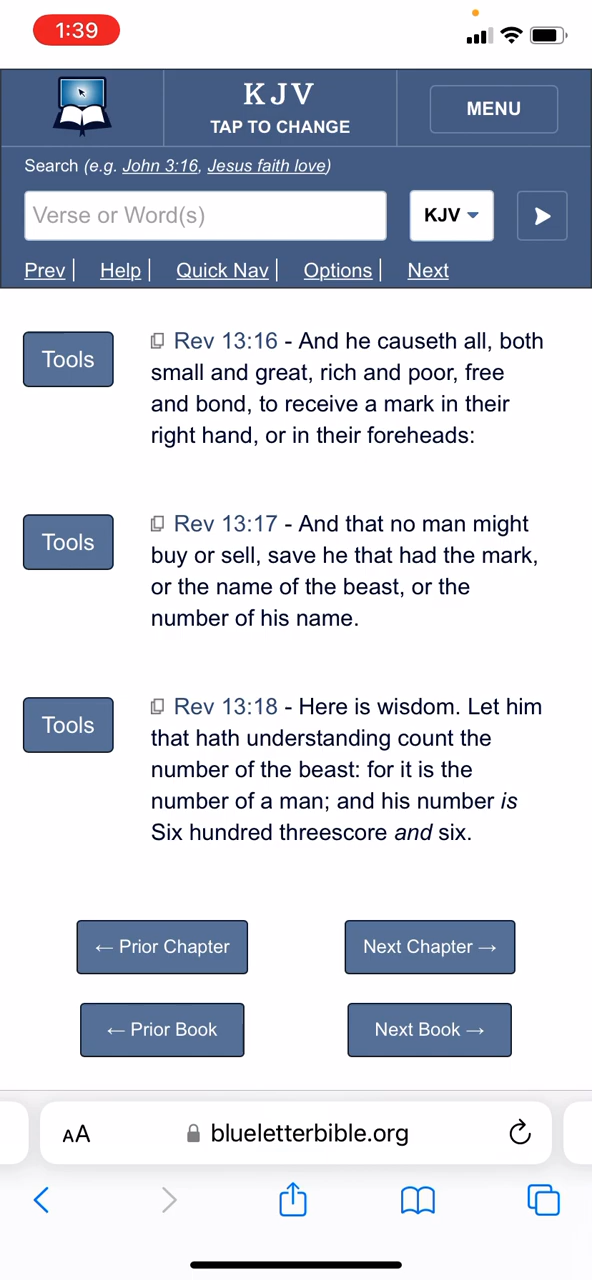 1:39
KJV
TAP TO CHANGE
MENU
Search (e.g. John 3:16, Jesus faith love)
Verse or Word(s)
KJV
Prev | Help | Quick Nav | Options | Next
Tools
Rev 13:16 - And he causeth all, both
small and great, rich and poor, free
and bond, to receive a mark in their
right hand, or in their foreheads:
Tools
Rev 13:17 - And that no man might
buy or sell, save he that had the mark,
or the name of the beast, or the
number of his name.
Tools
Rev 13:18 - Here is wisdom. Let him
that hath understanding count the
number of the beast: for it is the
number of a man; and his number is
Six hundred threescore and six.
← Prior Chapter
Next Chapter →
← Prior Book
Next Book →
AA
blueletterbible.org